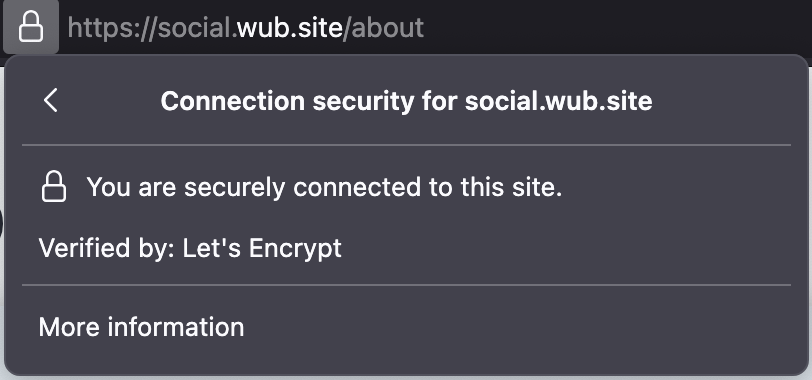 https://social.wub.site/about
Connection security for social.wub.site
You are securely connected to this site.
Verified by: Let's Encrypt
More information